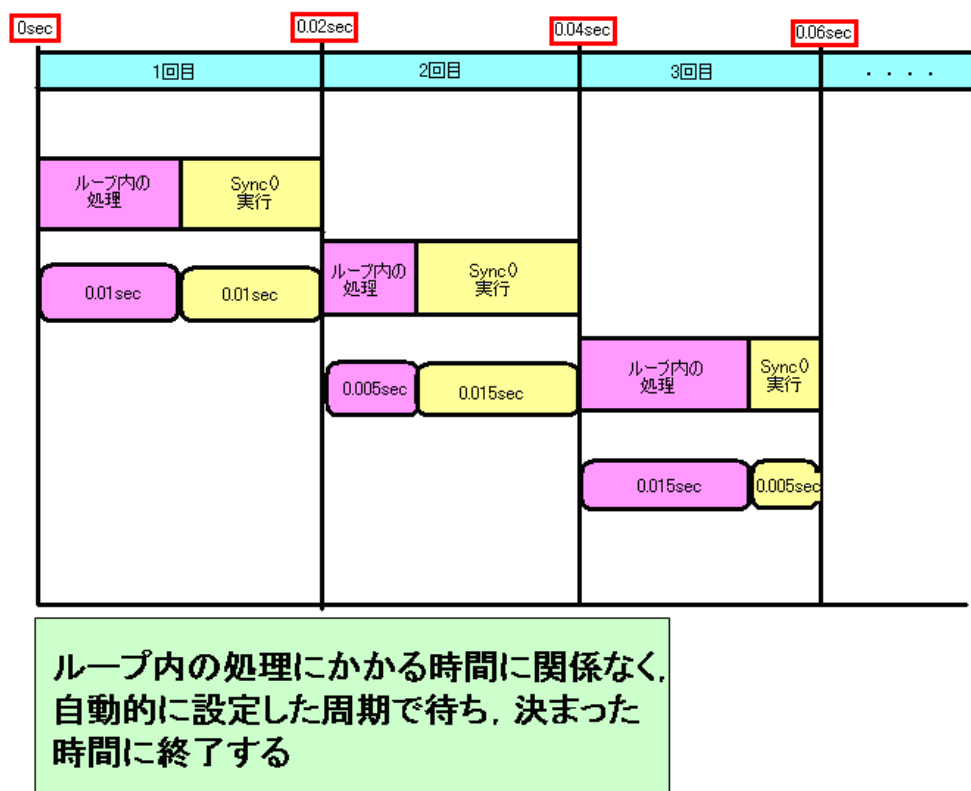 0sec
0.02sec
0.04sec
0.06sec
1回目
2回目
3回目
・・・・
ループ内の
処理
Sync()
実行
0.01sec
0.01sec
ループ内の
処理
Sync()
実行
0.005sec
0.015sec
ループ内の
処理
Sync()
実行
0.015sec
0.005sec
ループ内の処理にかかる時間に関係なく,
自動的に設定した周期で待ち, 決まった
時間に終了する